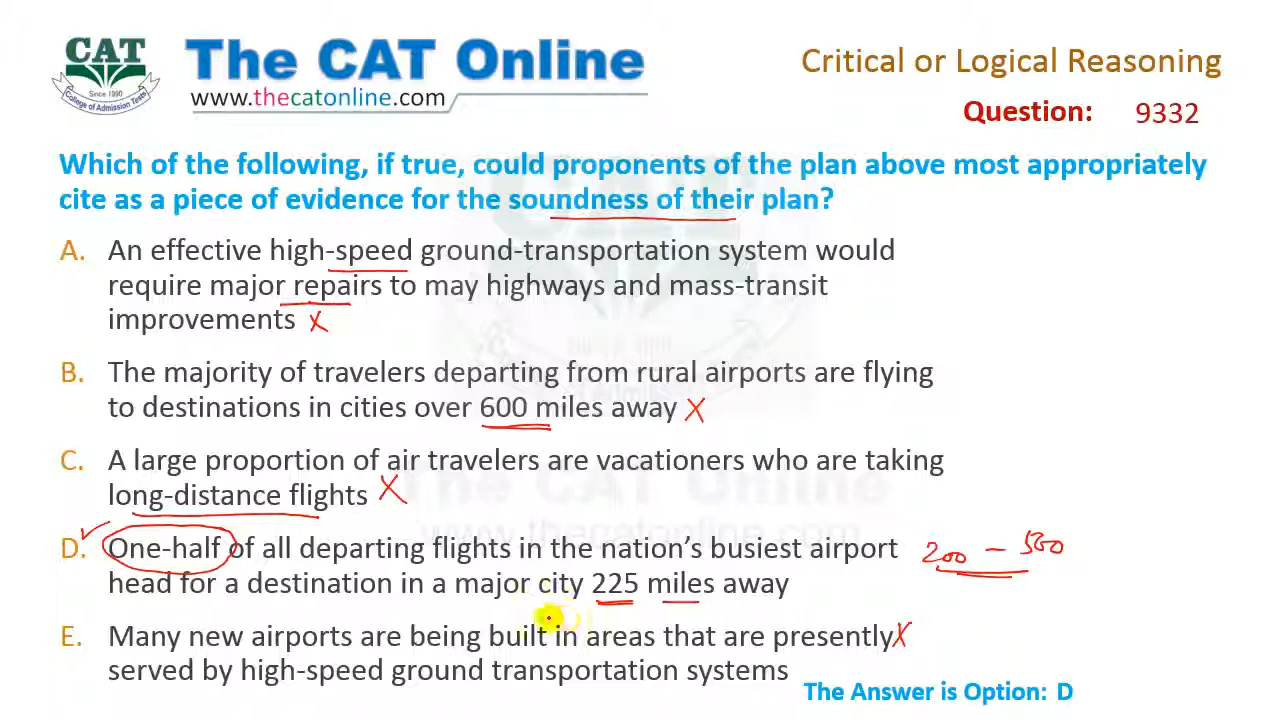 CAT
Since 1990
College of Admission Tests
The CAT Online
www.thecatonline.com
Critical or Logical Reasoning
Question: 9332
Which of the following, if true, could proponents of the plan above most appropriately
cite as a piece of evidence for the soundness of their plan?
A. An effective high-speed ground-transportation system would
require major repairs to may highways and mass-transit
improvements X
B. The majority of travelers departing from rural airports are flying
to destinations in cities over 600 miles away X
C. A large proportion of air travelers are vacationers who are taking
long-distance flights X
D. One-half of all departing flights in the nation's busiest airport 200 – 500
head for a destination in a major city 225 miles away
E. Many new airports are being built in areas that are presently X
served by high-speed ground transportation systems
The Answer is Option: D
The CAT Online
www.thecatonline.com